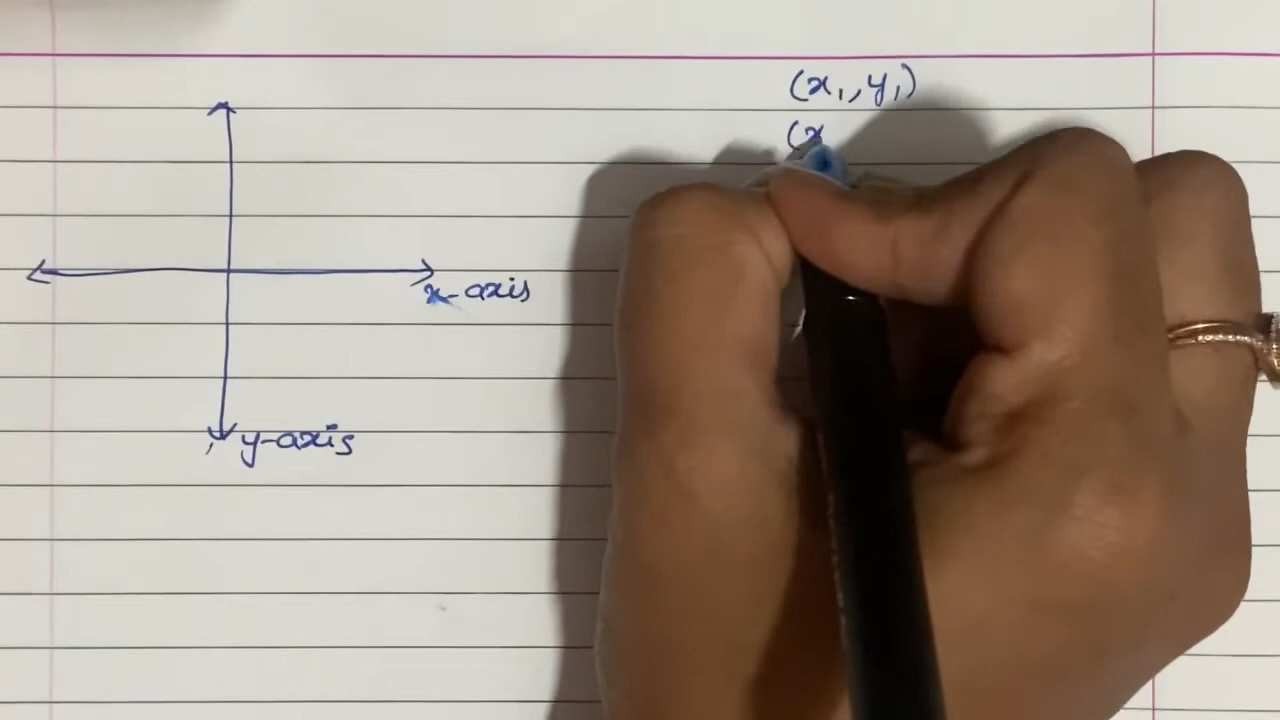 (x₁, y₁)
(x
x-axis
y-axis